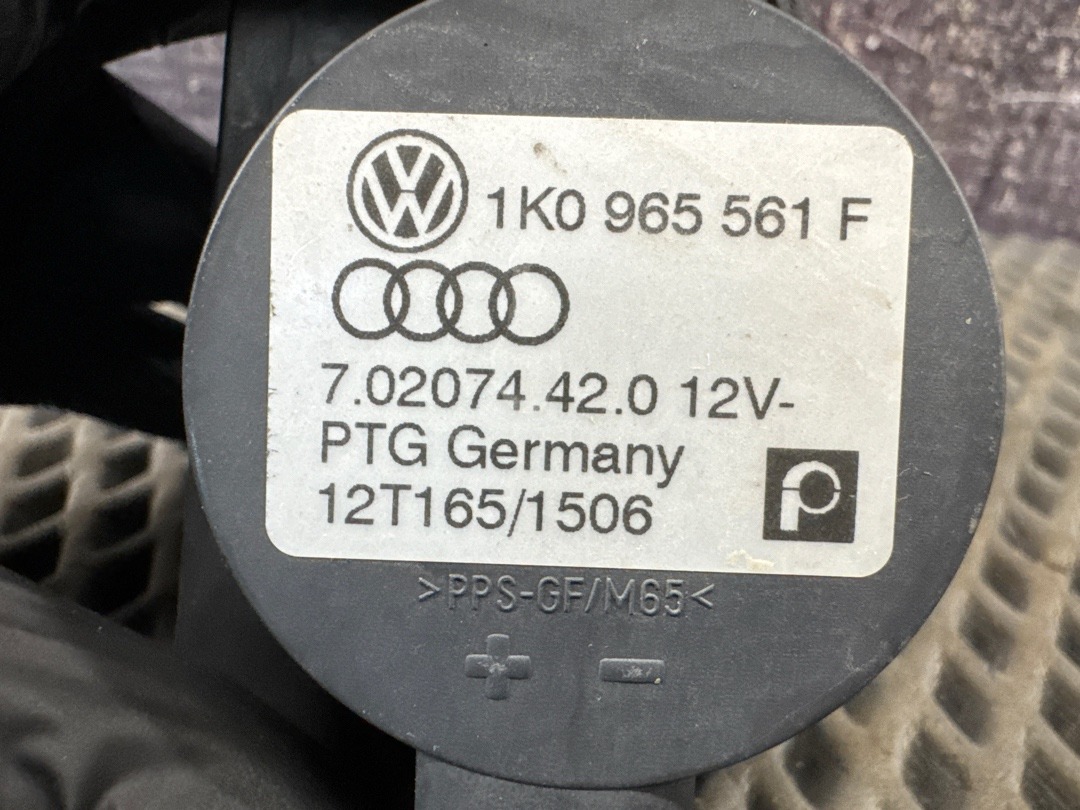 1K0 965 561 F
7.02074.42.0 12V-
PTG Germany
12T165/1506
>PPS-GF/M65<
+ -